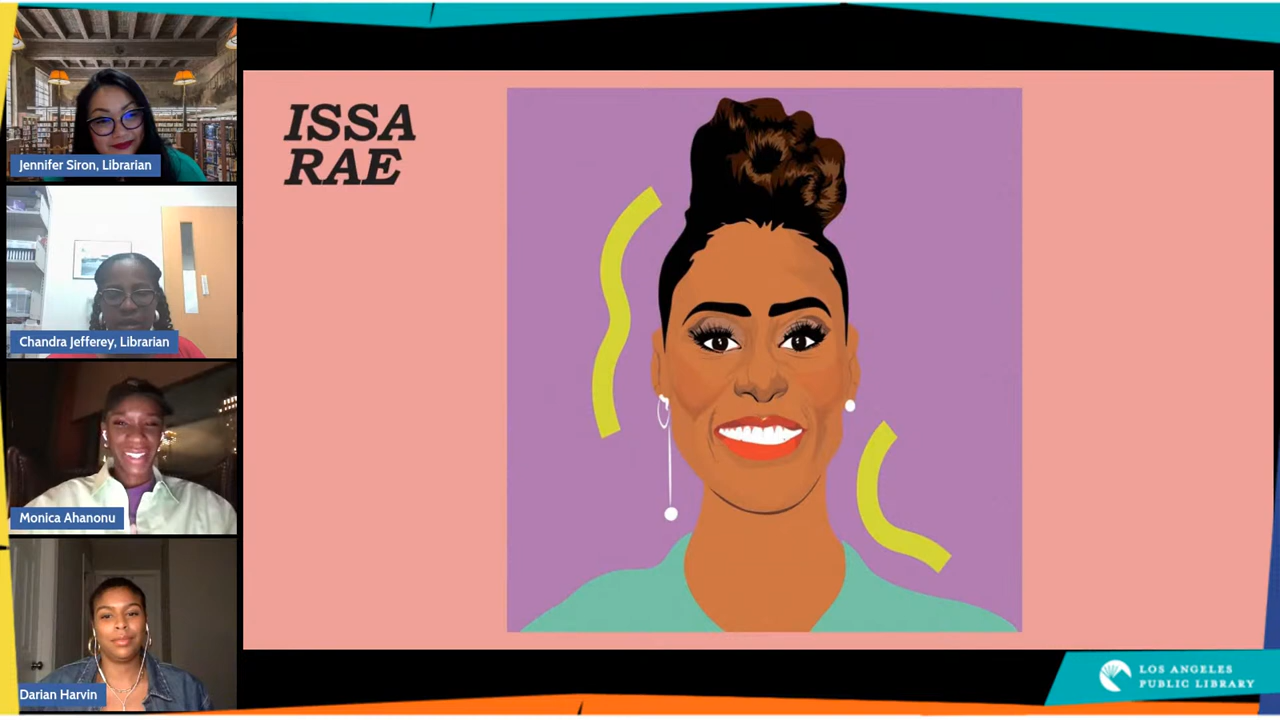 Jennifer Siron, Librarian
Chandra Jefferey, Librarian
Monica Ahanonu
Darian Harvin
ISSA
RAE
LOS ANGELES
PUBLIC LIBRARY